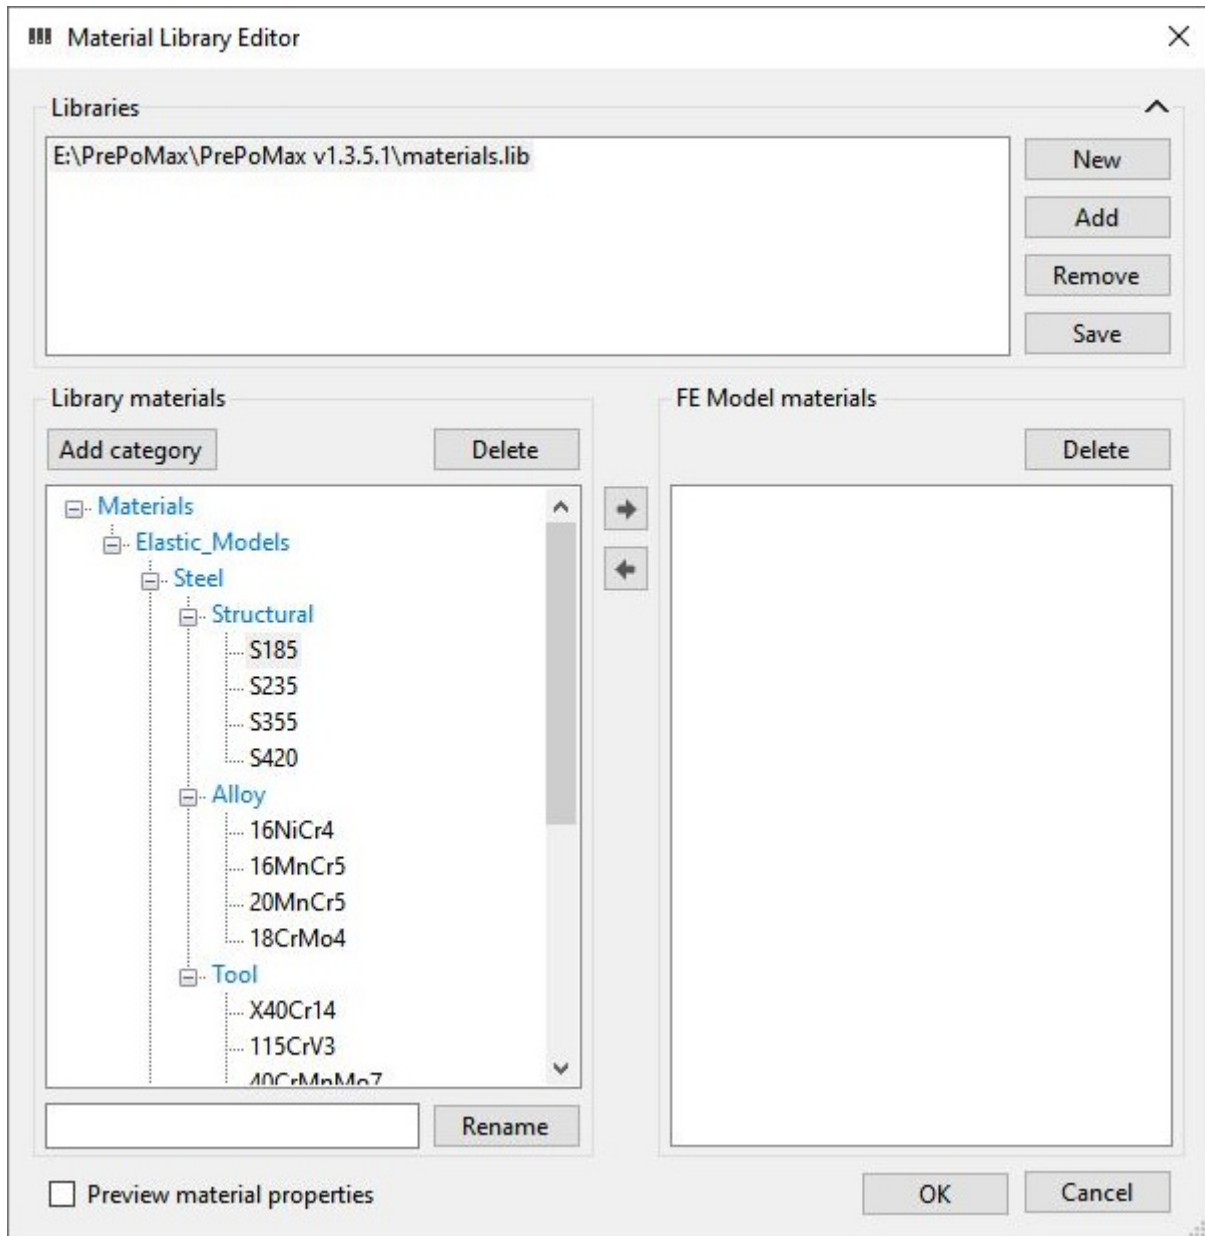 Material Library Editor
Libraries
E:\PrePoMax\PrePoMax v1.3.5.1\materials.lib
New
Add
Remove
Save
Library materials
Add category
Delete
Materials
Elastic_Models
Steel
Structural
S185
S235
S355
S420
Alloy
16NiCr4
16MnCr5
20MnCr5
18CrMo4
Tool
X40Cr14
115CrV3
40CrMnMo7
Rename
FE Model materials
Delete
Preview material properties
OK
Cancel